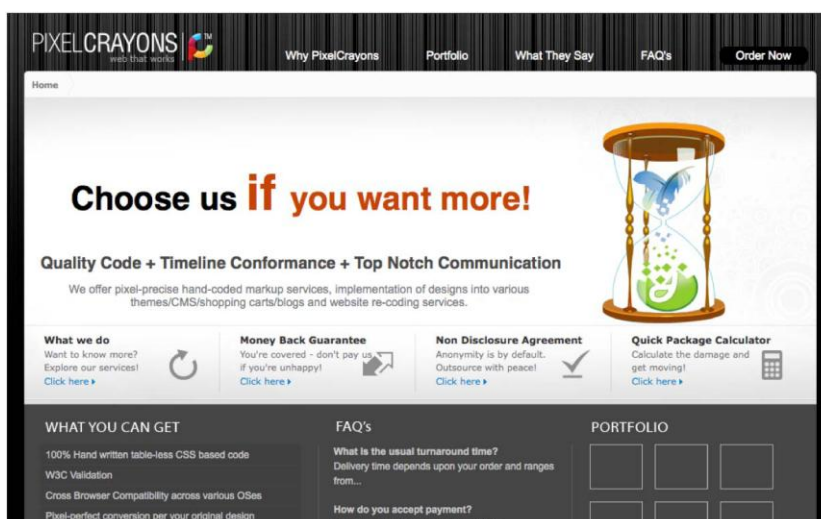 PIXELCRAYONS
web that works
TM
Why PixelCrayons
Portfolio
What They Say
FAQ's
Order Now
Home
Choose us if you want more!
Quality Code + Timeline Conformance + Top Notch Communication
We offer pixel-precise hand-coded markup services, implementation of designs into various
themes/CMS/shopping carts/blogs and website re-coding services.
What we do
Want to know more?
Explore our services!
Click here
Money Back Guarantee
You're covered - don't pay us
if you're unhappy!
Click here
Non Disclosure Agreement
Anonymity is by default.
Outsource with peace!
Click here
Quick Package Calculator
Calculate the damage and
get moving!
Click here
WHAT YOU CAN GET
100% Hand written table-less CSS based code
W3C Validation
Cross Browser Compatibility across various OSes
Pixel-perfect conversion per your original design
FAQ's
What is the usual turnaround time?
Delivery time depends upon your order and ranges
from...
How do you accept payment?
PORTFOLIO